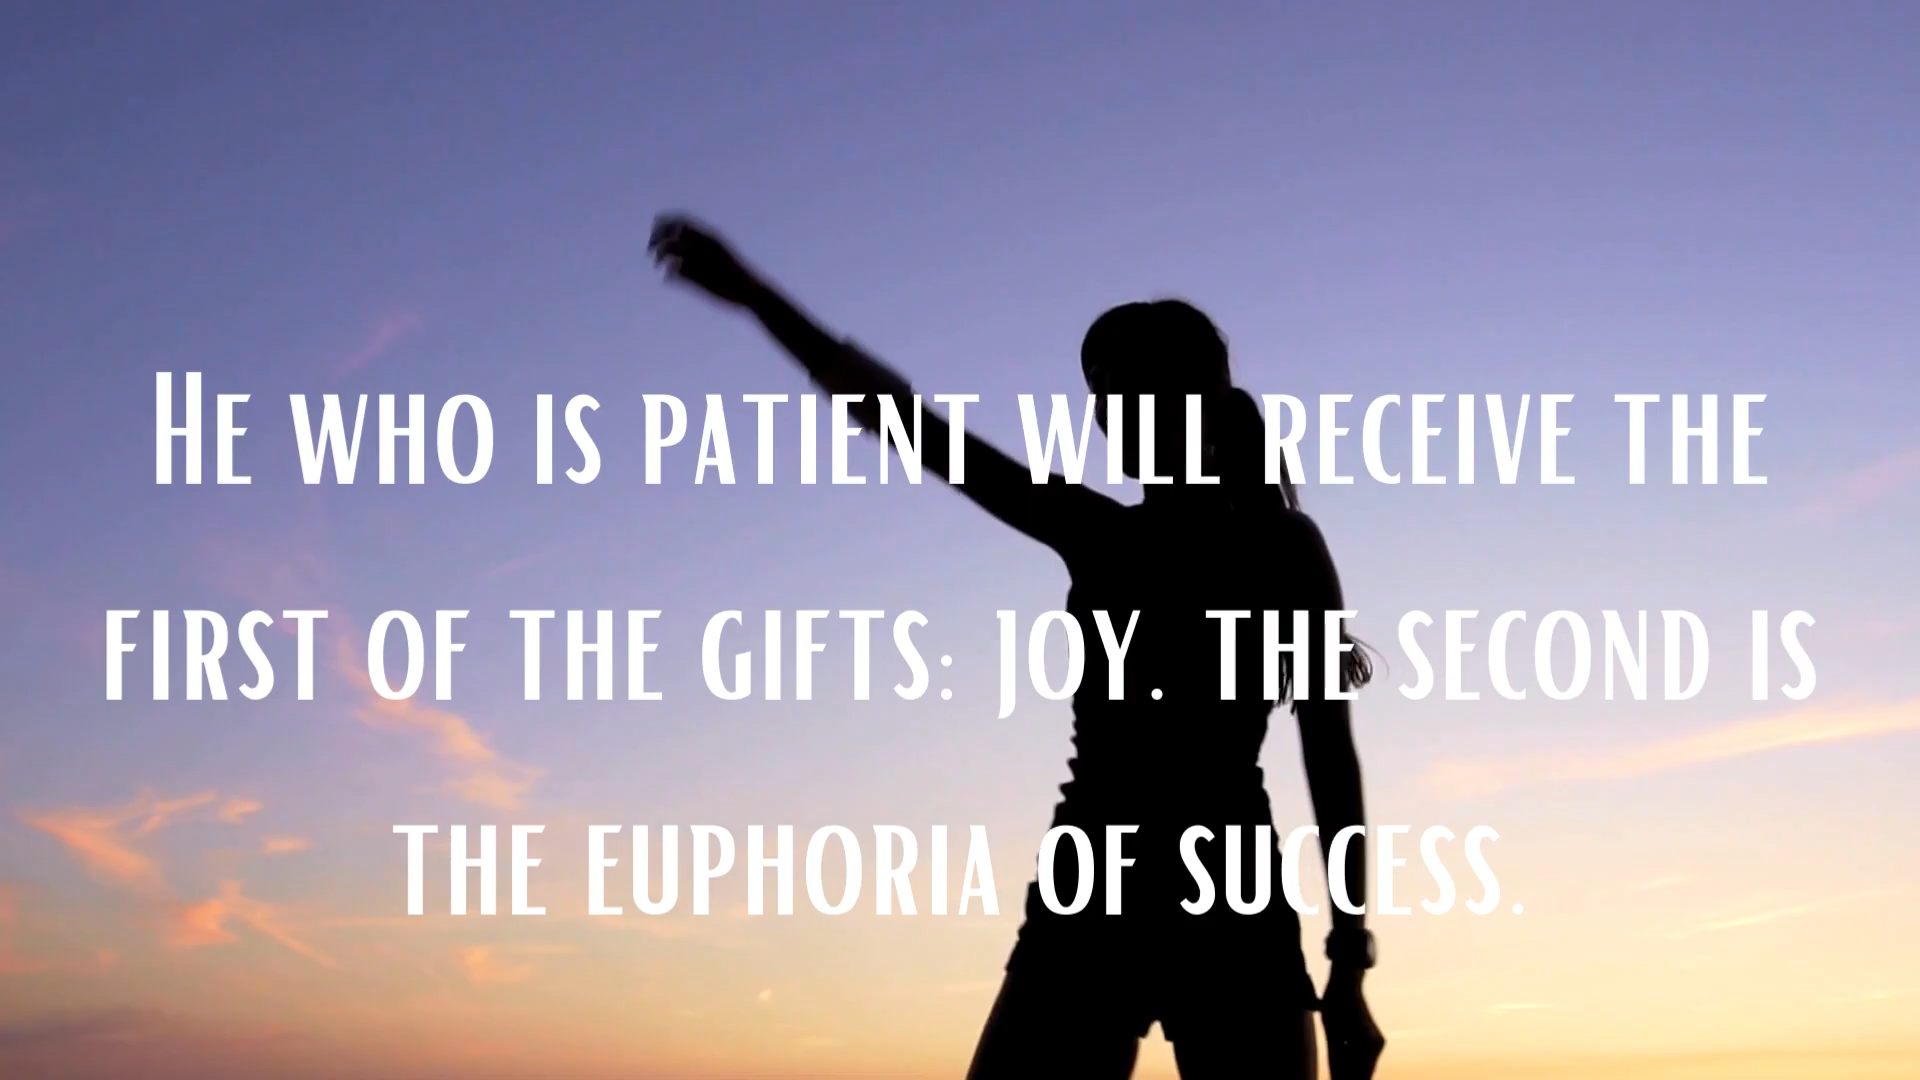 He who is patient will receive the
first of the gifts: joy. the second is
the euphoria of success.